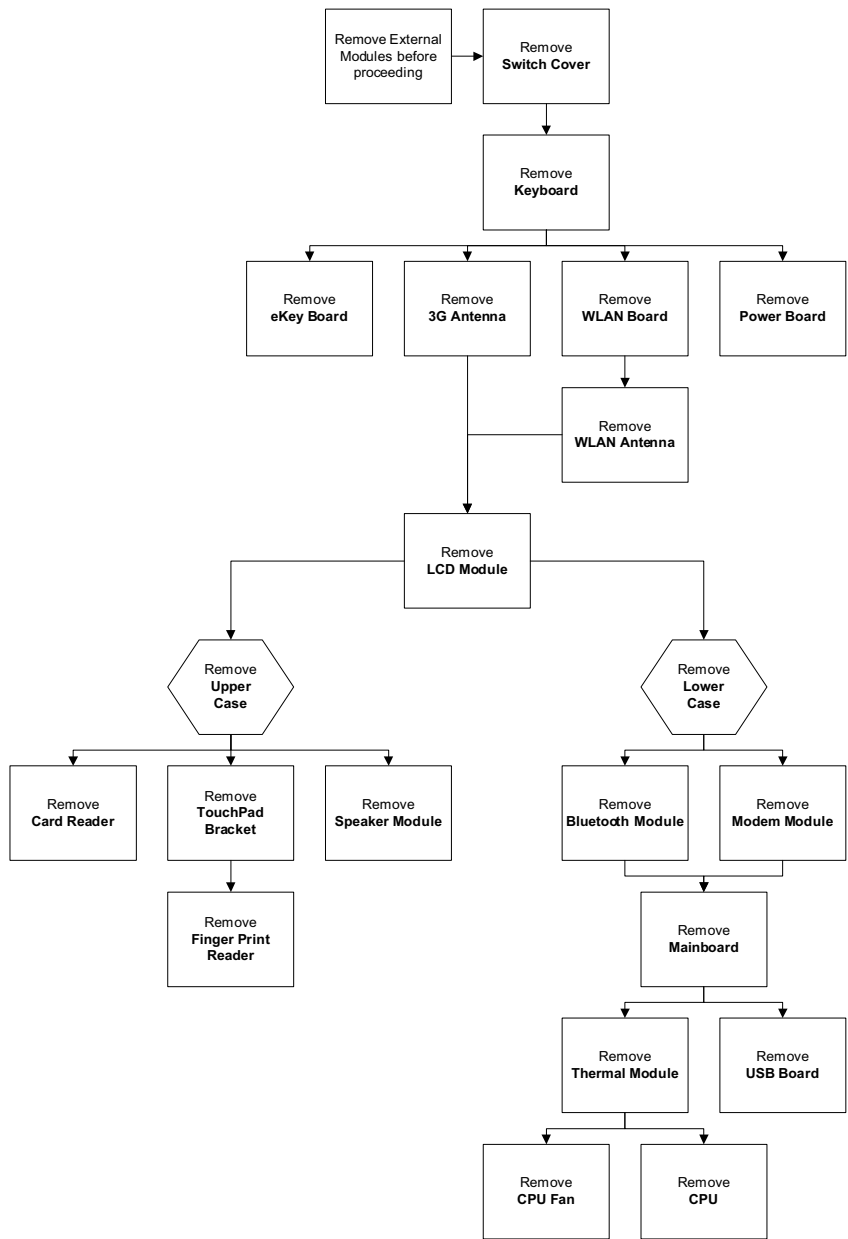 Remove External
Modules before
proceeding
Remove
Switch Cover
Remove
Keyboard
Remove
eKey Board
Remove
3G Antenna
Remove
WLAN Board
Remove
Power Board
Remove
WLAN Antenna
Remove
LCD Module
Remove
Upper
Case
Remove
Lower
Case
Remove
Card Reader
Remove
TouchPad
Bracket
Remove
Speaker Module
Remove
Bluetooth Module
Remove
Modem Module
Remove
Finger Print
Reader
Remove
Mainboard
Remove
Thermal Module
Remove
USB Board
Remove
CPU Fan
Remove
CPU